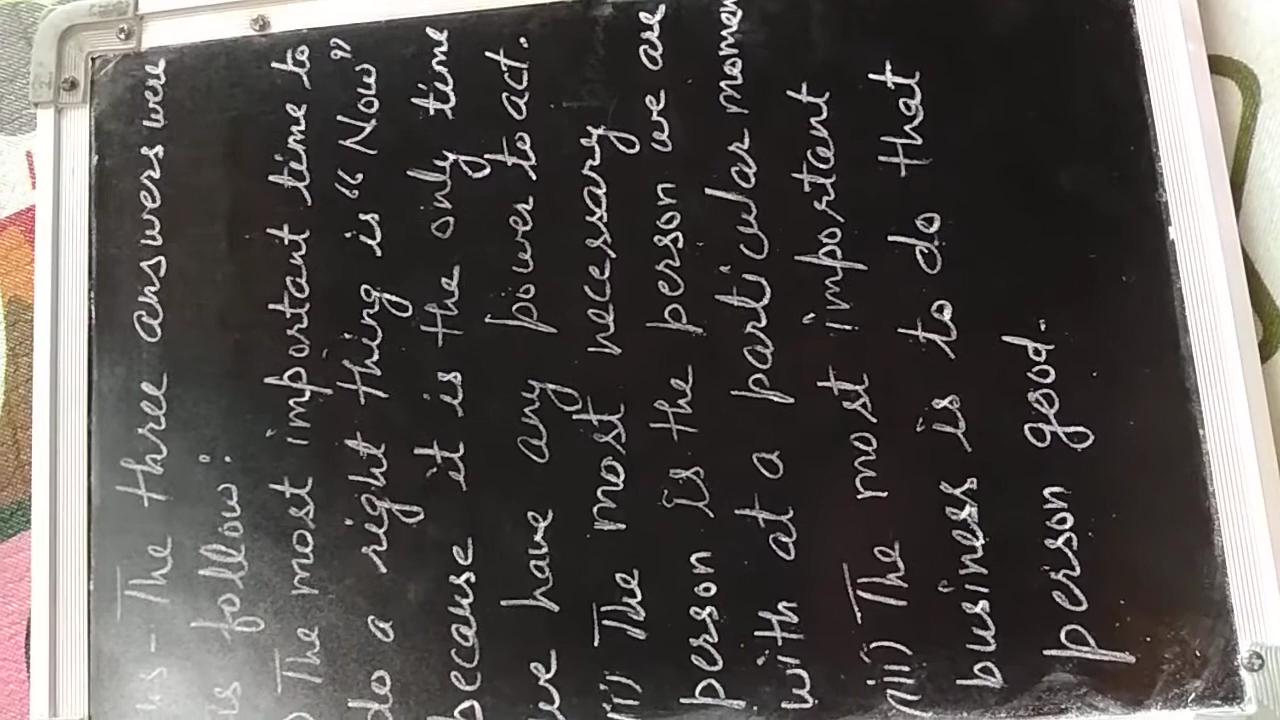 ns - The three answers were
is follow:
) The most important time to
do a right thing is "Now"
because it is the only time
we have any power to act.
(ii) The most necessary
person is the person we are
with at a particular momen
(iii) The most important
business is to do that
person good.